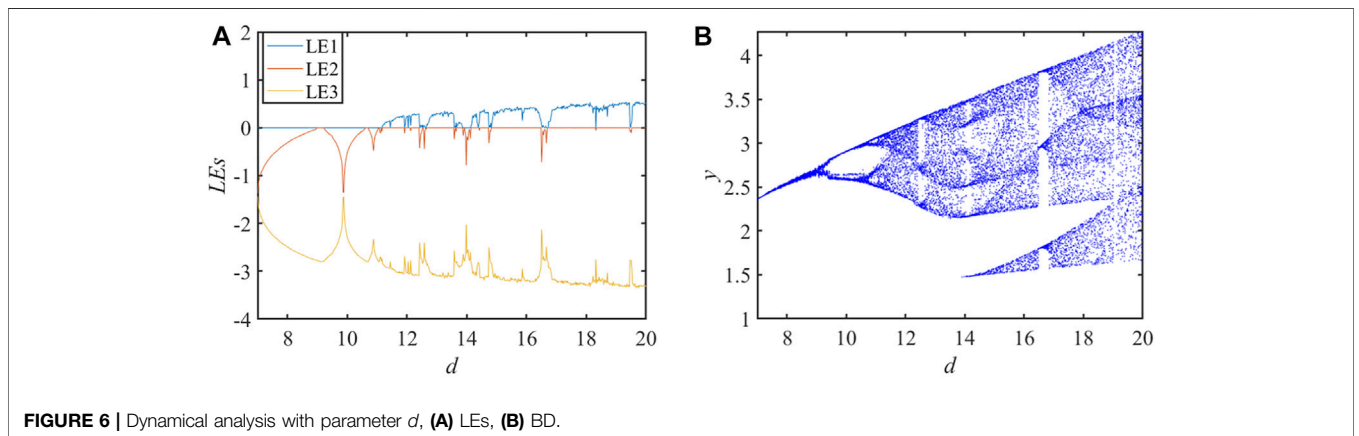 A
2
1
0
-1
-2
-3
-4
LEs
LE1
LE2
LE3
8 10 12 14 16 18 20
d
B
4
3.5
3
2.5
2
1.5
1
y
8 10 12 14 16 18 20
d
FIGURE 6 | Dynamical analysis with parameter d, (A) LEs, (B) BD.